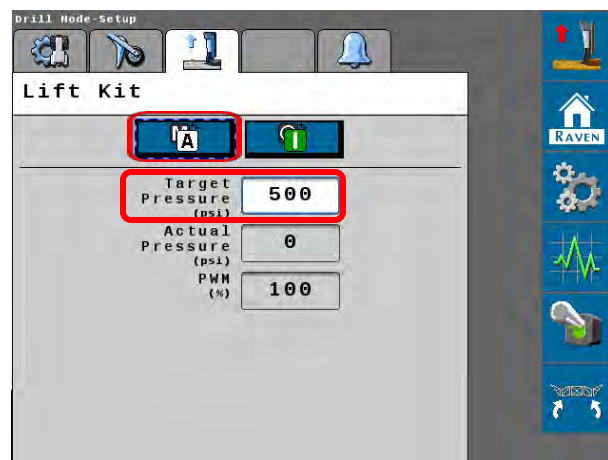 Drill Node-Setup
Lift Kit
A
I
Target
Pressure
(psi)
500
Actual
Pressure
(psi)
0
PWM
(%)
100
RAVEN